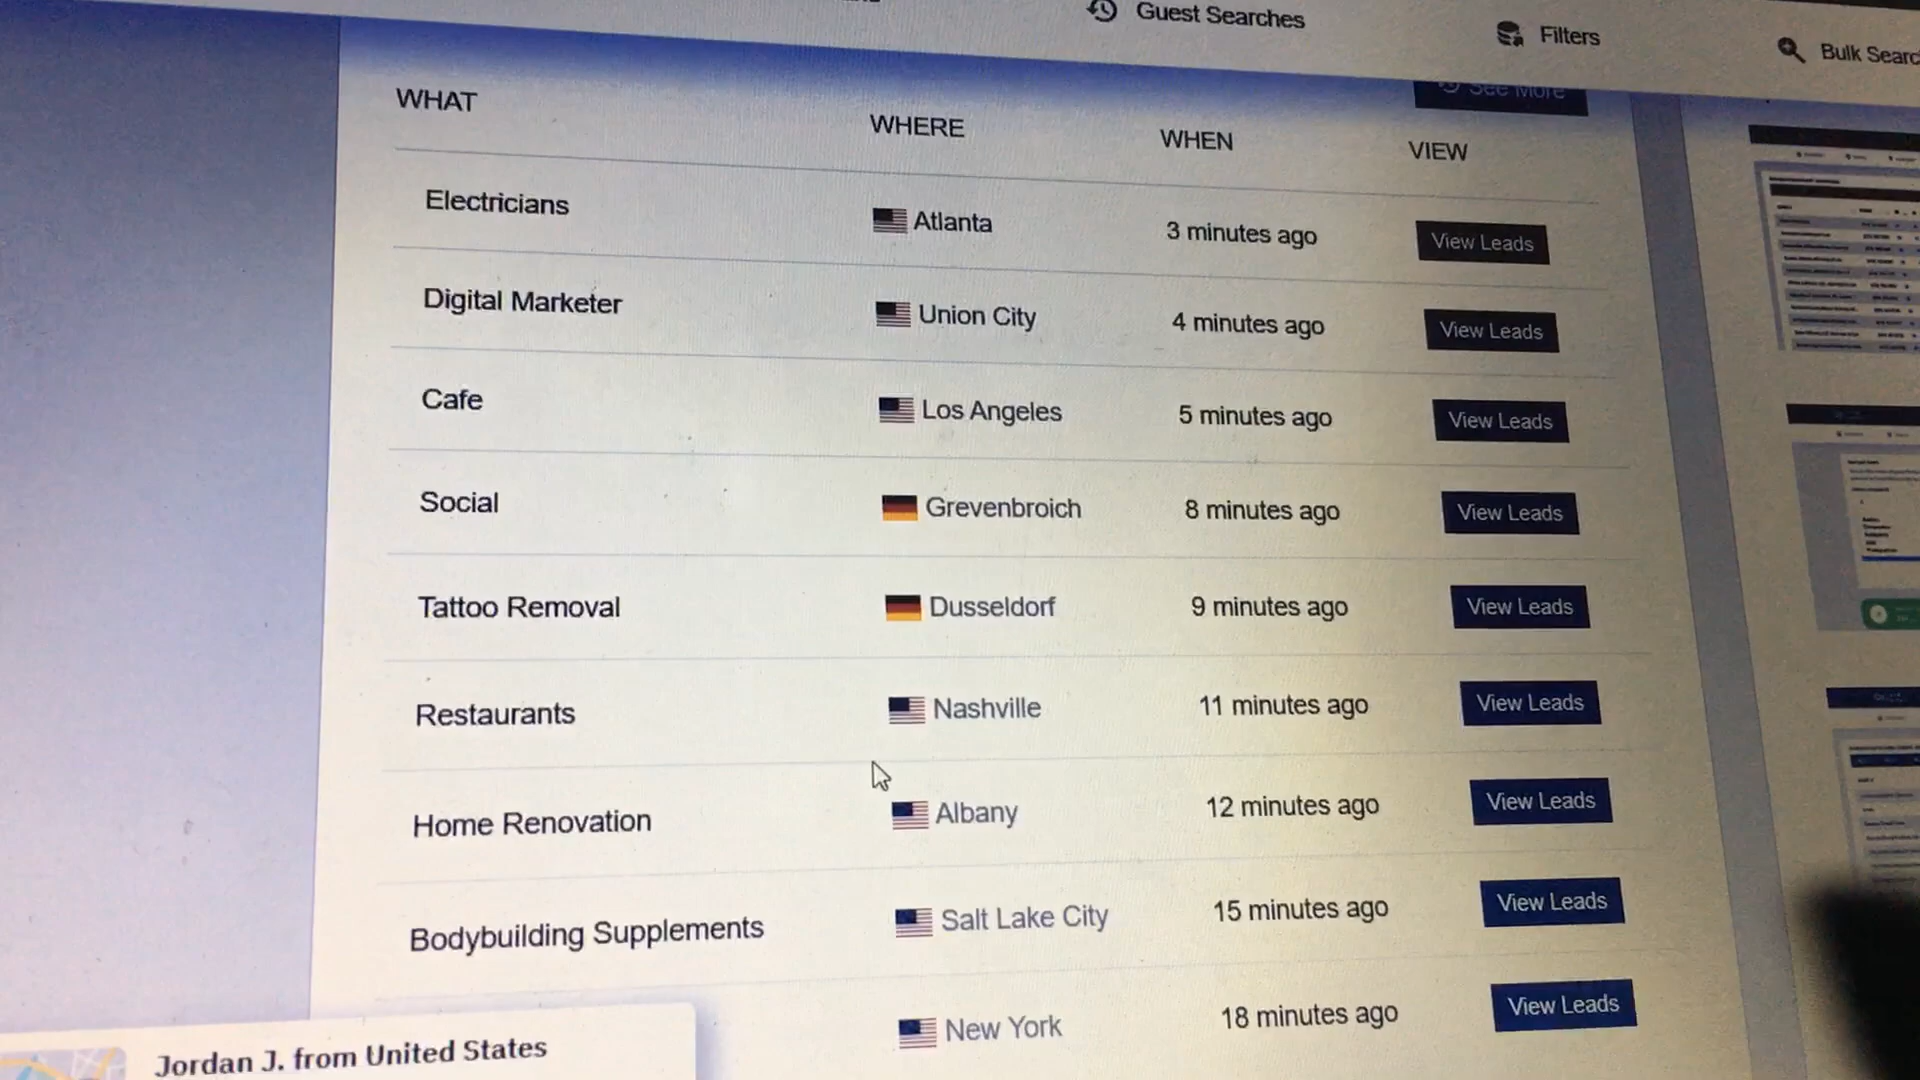 Guest Searches
Filters
Bulk Searc
See More
WHAT WHERE WHEN VIEW
Electricians Atlanta 3 minutes ago View Leads
Digital Marketer Union City 4 minutes ago View Leads
Cafe Los Angeles 5 minutes ago View Leads
Social Grevenbroich 8 minutes ago View Leads
Tattoo Removal Dusseldorf 9 minutes ago View Leads
Restaurants Nashville 11 minutes ago View Leads
Home Renovation Albany 12 minutes ago View Leads
Bodybuilding Supplements Salt Lake City 15 minutes ago View Leads
New York 18 minutes ago View Leads
Jordan J. from United States